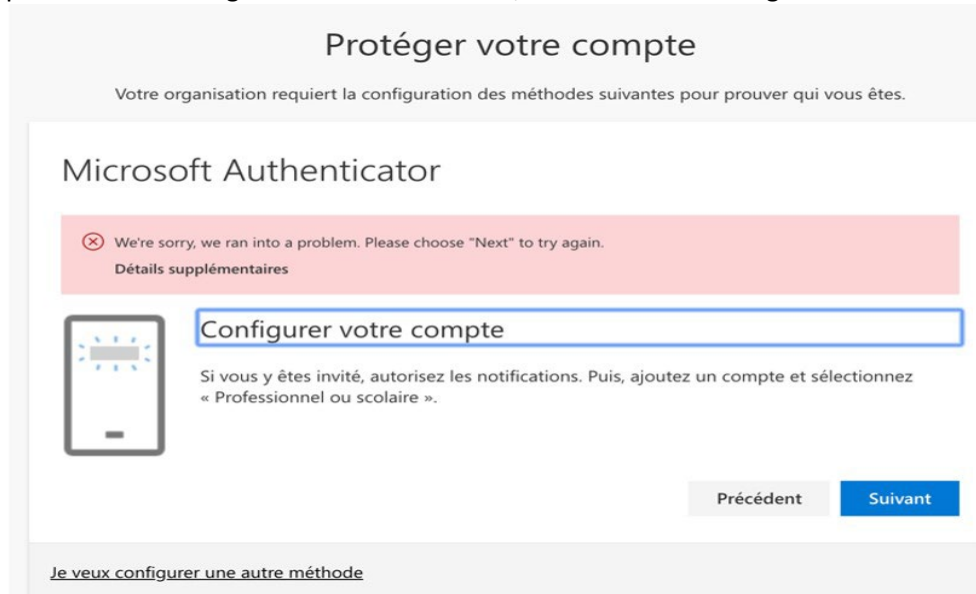 Protéger votre compte
Votre organisation requiert la configuration des méthodes suivantes pour prouver qui vous êtes.
Microsoft Authenticator
We're sorry, we ran into a problem. Please choose "Next" to try again.
Détails supplémentaires
Configurer votre compte
Si vous y êtes invité, autorisez les notifications. Puis, ajoutez un compte et sélectionnez
« Professionnel ou scolaire ».
Précédent Suivant
Je veux configurer une autre méthode